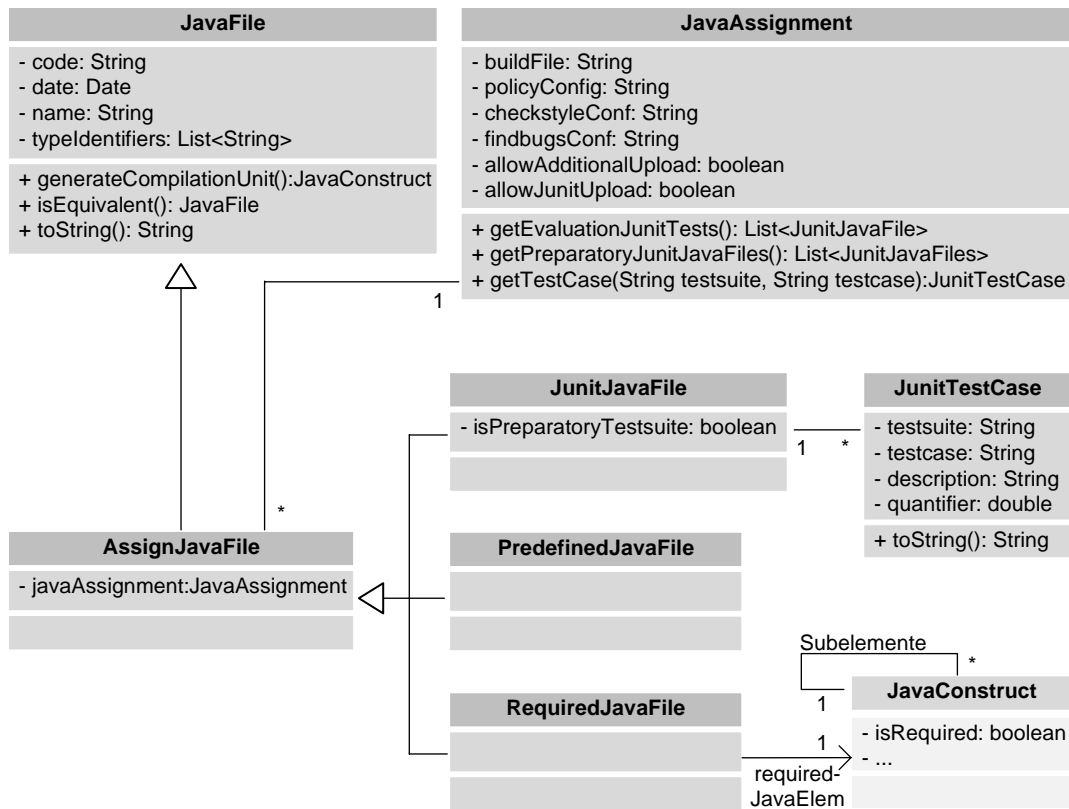 JavaFile
- code: String
- date: Date
- name: String
- typeIdentifiers: List<String>
+ generateCompilationUnit():JavaConstruct
+ isEquivalent(): JavaFile
+ toString(): String
JavaAssignment
- buildFile: String
- policyConfig: String
- checkstyleConf: String
- findbugsConf: String
- allowAdditionalUpload: boolean
- allowJunitUpload: boolean
+ getEvaluationJunitTests(): List<JunitJavaFile>
+ getPreparatoryJunitJavaFiles(): List<JunitJavaFiles>
+ getTestCase(String testsuite, String testcase):JunitTestCase
1
*
JunitJavaFile
- isPreparatoryTestsuite: boolean
1
*
JunitTestCase
- testsuite: String
- testcase: String
- description: String
- quantifier: double
+ toString(): String
AssignJavaFile
- javaAssignment:JavaAssignment
PredefinedJavaFile
RequiredJavaFile
1
required-
JavaElem
Subelemente
*
1
JavaConstruct
- isRequired: boolean
- ...